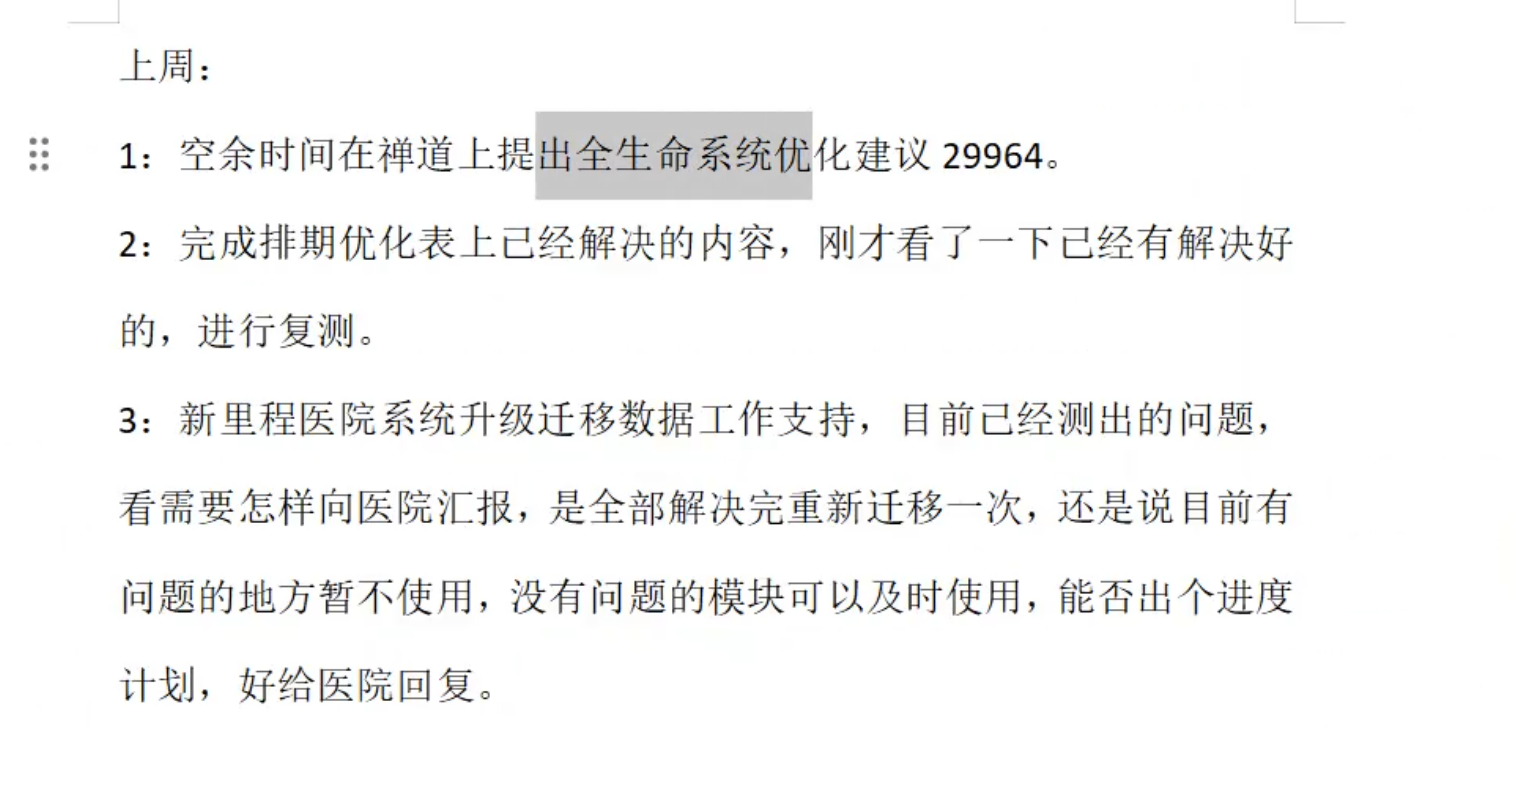 上周：
1：空余时间在禅道上提出全生命系统优化建议 29964。
2：完成排期优化表上已经解决的内容，刚才看了一下已经有解决好
的，进行复测。
3：新里程医院系统升级迁移数据工作支持，目前已经测出的问题，
看需要怎样向医院汇报，是全部解决完重新迁移一次，还是说目前有
问题的地方暂不使用，没有问题的模块可以及时使用，能否出个进度
计划，好给医院回复。